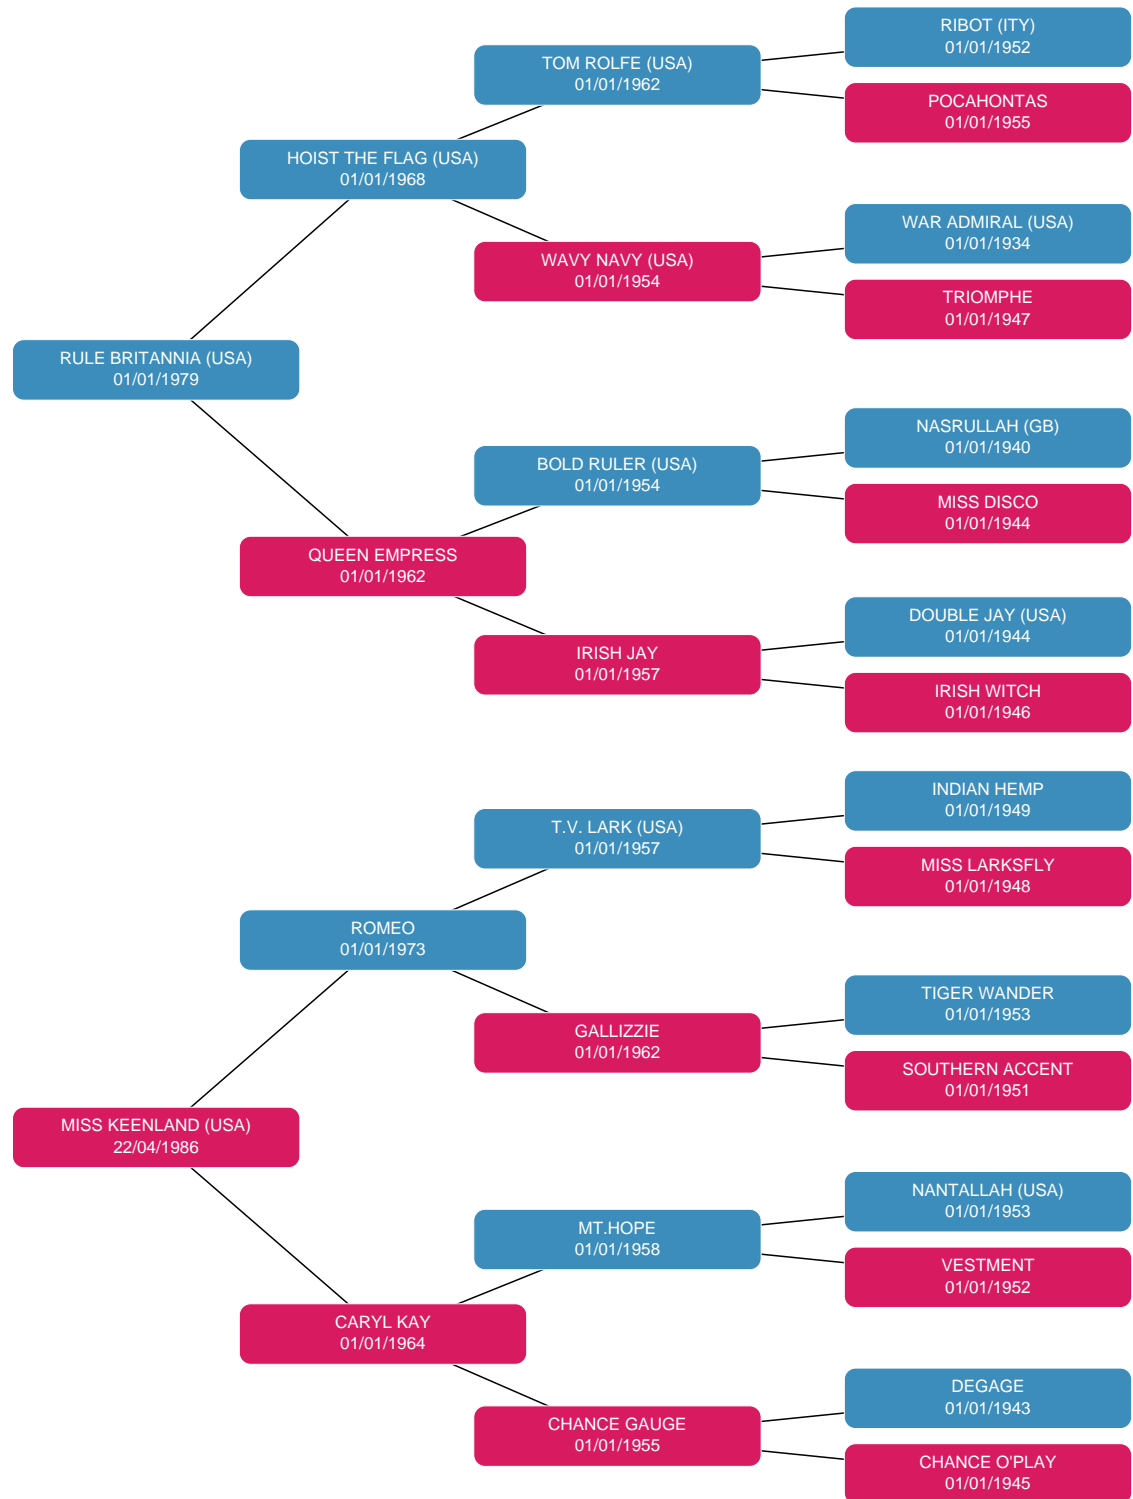 RIBOT (ITY)
01/01/1952
TOM ROLFE (USA)
01/01/1962
POCAHONTAS
01/01/1955
HOIST THE FLAG (USA)
01/01/1968
WAR ADMIRAL (USA)
01/01/1934
WAVY NAVY (USA)
01/01/1954
TRIOMPHE
01/01/1947
RULE BRITANNIA (USA)
01/01/1979
NASRULLAH (GB)
01/01/1940
BOLD RULER (USA)
01/01/1954
MISS DISCO
01/01/1944
QUEEN EMPRESS
01/01/1962
DOUBLE JAY (USA)
01/01/1944
IRISH JAY
01/01/1957
IRISH WITCH
01/01/1946
INDIAN HEMP
01/01/1949
T.V. LARK (USA)
01/01/1957
MISS LARKSFLY
01/01/1948
ROMEO
01/01/1973
TIGER WANDER
01/01/1953
GALLIZZIE
01/01/1962
SOUTHERN ACCENT
01/01/1951
MISS KEENLAND (USA)
22/04/1986
NANTALLAH (USA)
01/01/1953
MT.HOPE
01/01/1958
VESTMENT
01/01/1952
CARYL KAY
01/01/1964
DEGAGE
01/01/1943
CHANCE GAUGE
01/01/1955
CHANCE O'PLAY
01/01/1945